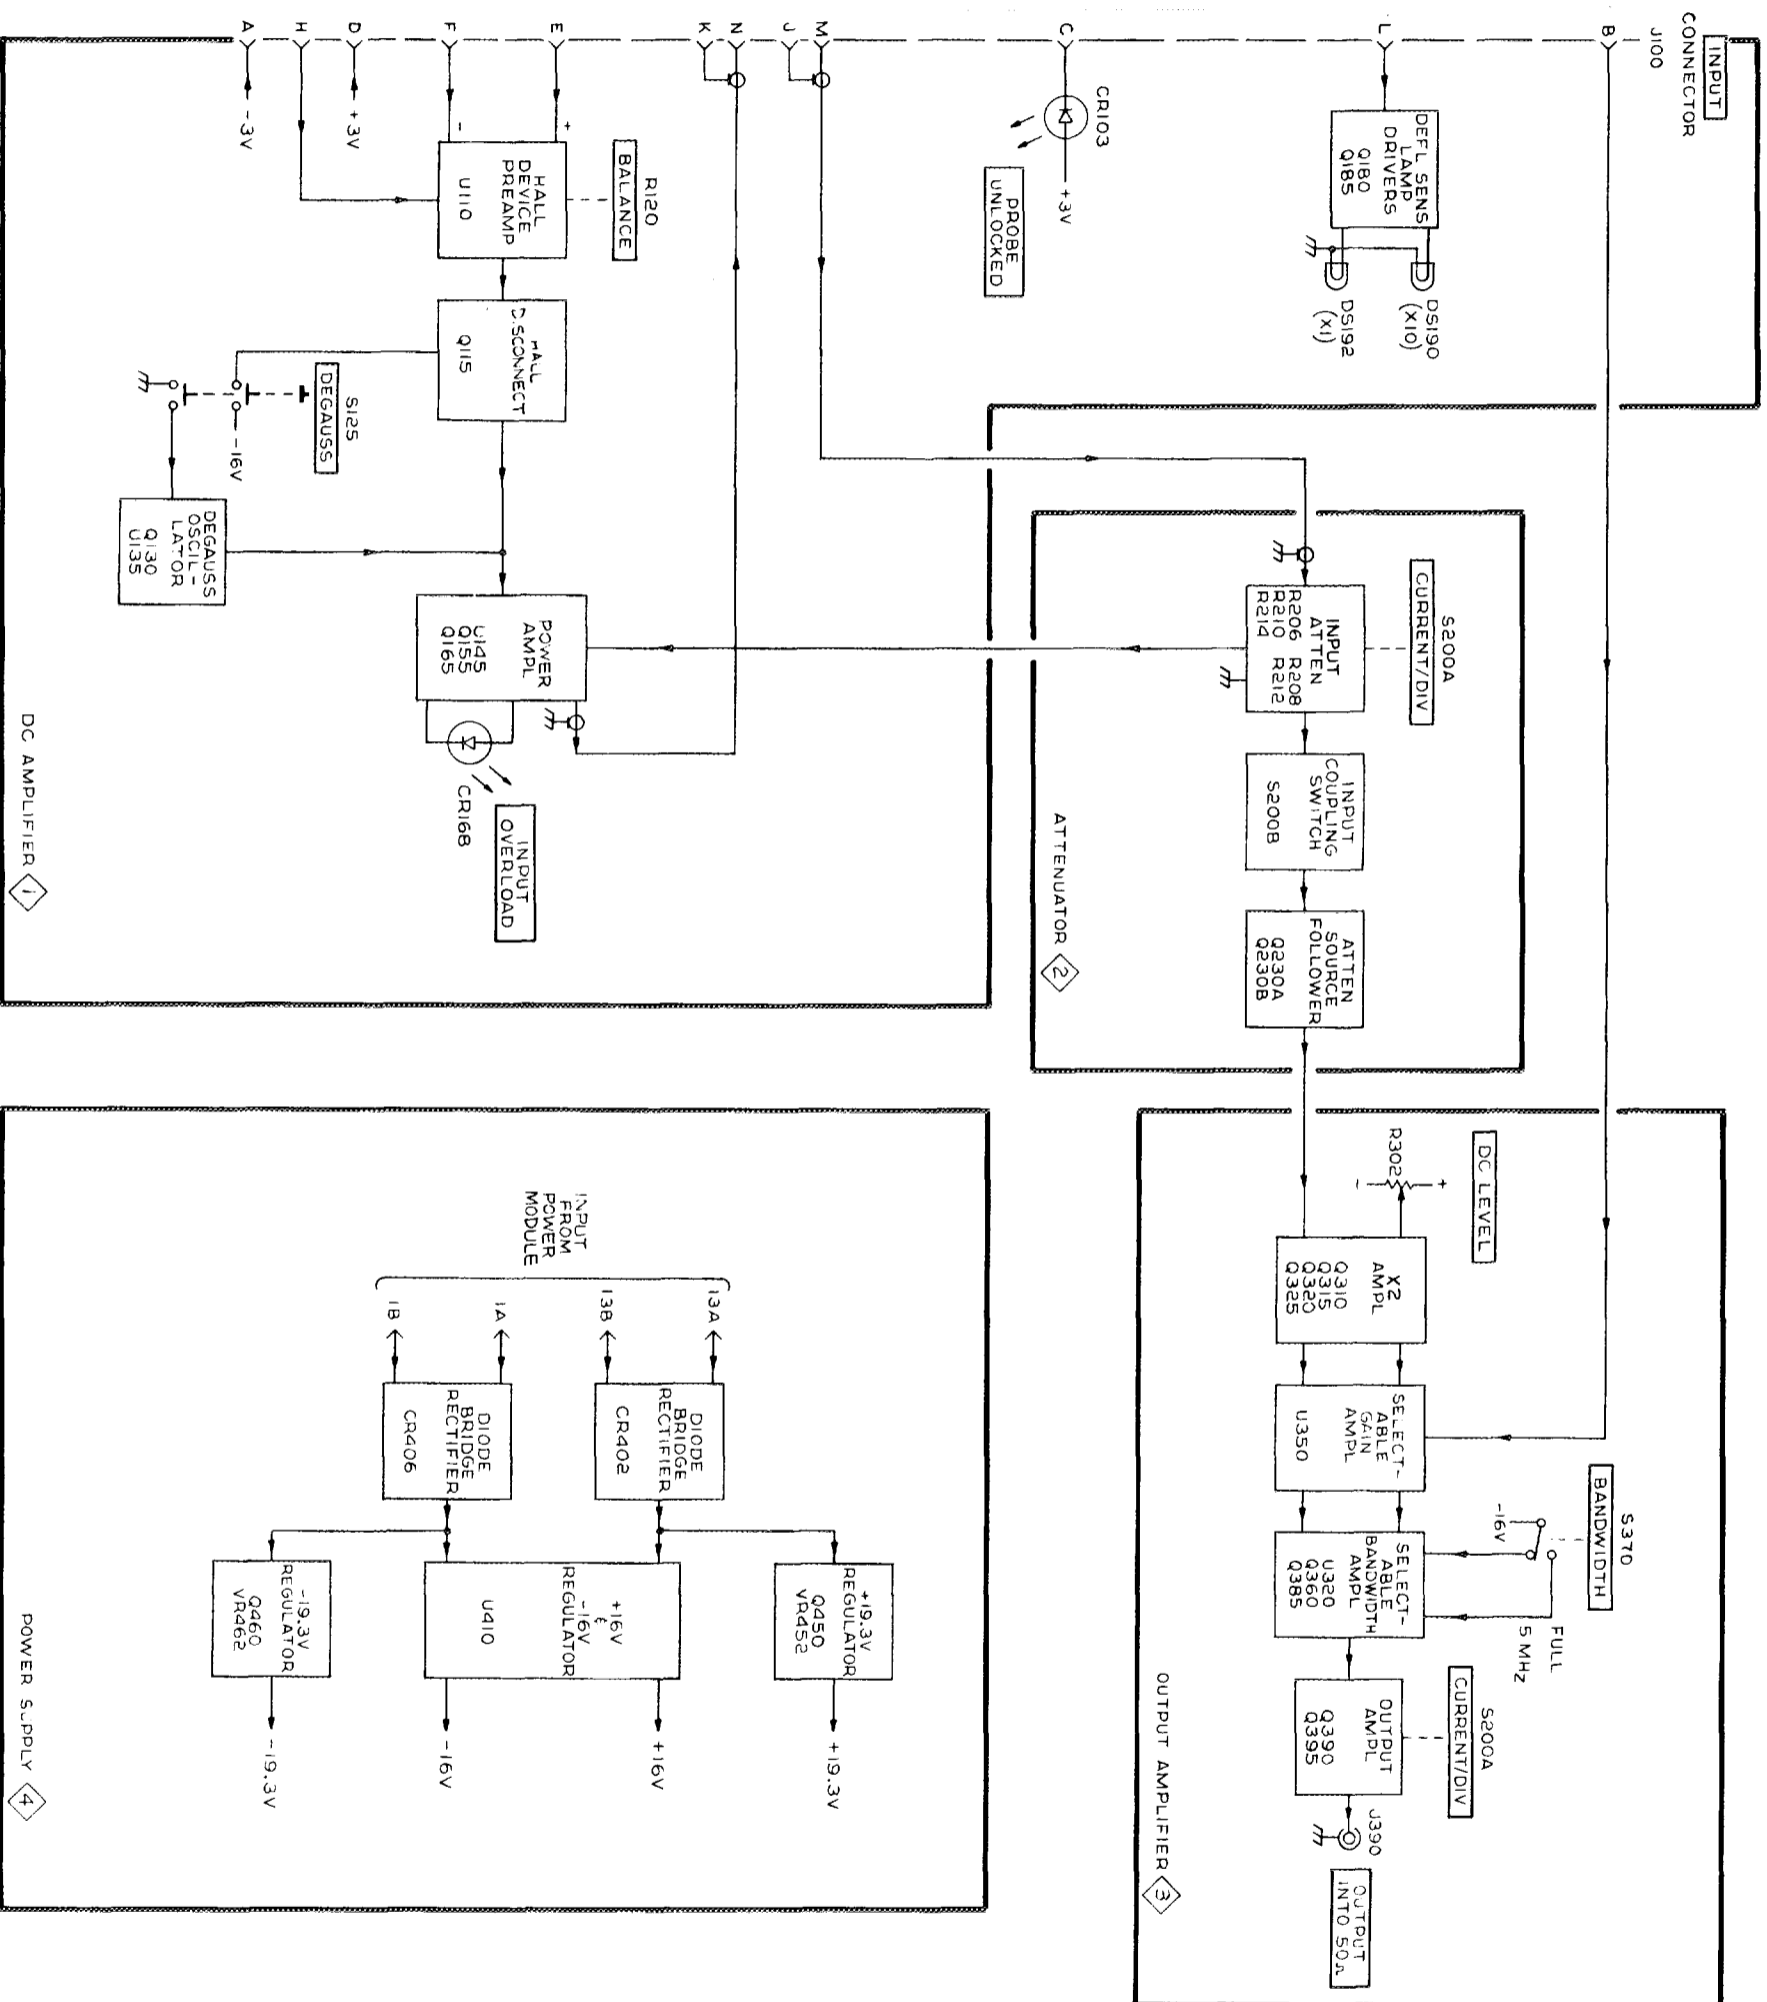 INPUT
CONNECTOR
J100
B
L
C
M
J
N
K
E
F
D
H
A
DEFL SENS
LAMP
DRIVERS
Q180
Q185
DS190
(X10)
DS192
(X1)
CR103
+3V
PROBE
UNLOCKED
R120
BALANCE
+
-
HALL
DEVICE
PREAMP
U110
+3V
-3V
HALL
DISCONNECT
Q115
S125
DEGAUSS
-16V
DEGAUSS
OSCIL-
LATOR
Q130
U135
POWER
AMPL
U145
Q155
Q165
CR168
INPUT
OVERLOAD
DC AMPLIFIER 1
S200A
CURRENT/DIV
INPUT
ATTEN
R206 R208
R210 R212
R214
INPUT
COUPLING
SWITCH
S200B
ATTEN
SOURCE
FOLLOWER
Q230A
Q230B
ATTENUATOR 2
DC LEVEL
R302
+
-
X2
AMPL
Q310
Q315
Q320
Q325
SELECT-
ABLE
GAIN
AMPL
U350
S370
BANDWIDTH
-16V
FULL
5 MHz
SELECT-
ABLE
BANDWIDTH
AMPL
U320
Q360
Q385
S200A
CURRENT/DIV
OUTPUT
AMPL
Q390
Q395
J390
OUTPUT
INTO 50Ω
OUTPUT AMPLIFIER 3
INPUT
FROM
POWER
MODULE
13A
13B
1A
1B
DIODE
BRIDGE
RECTIFIER
CR402
DIODE
BRIDGE
RECTIFIER
CR406
+19.3V
REGULATOR
Q450
VR452
+16V
&
-16V
REGULATOR
U410
-19.3V
REGULATOR
Q460
VR462
+19.3V
+16V
-16V
-19.3V
POWER SUPPLY 4